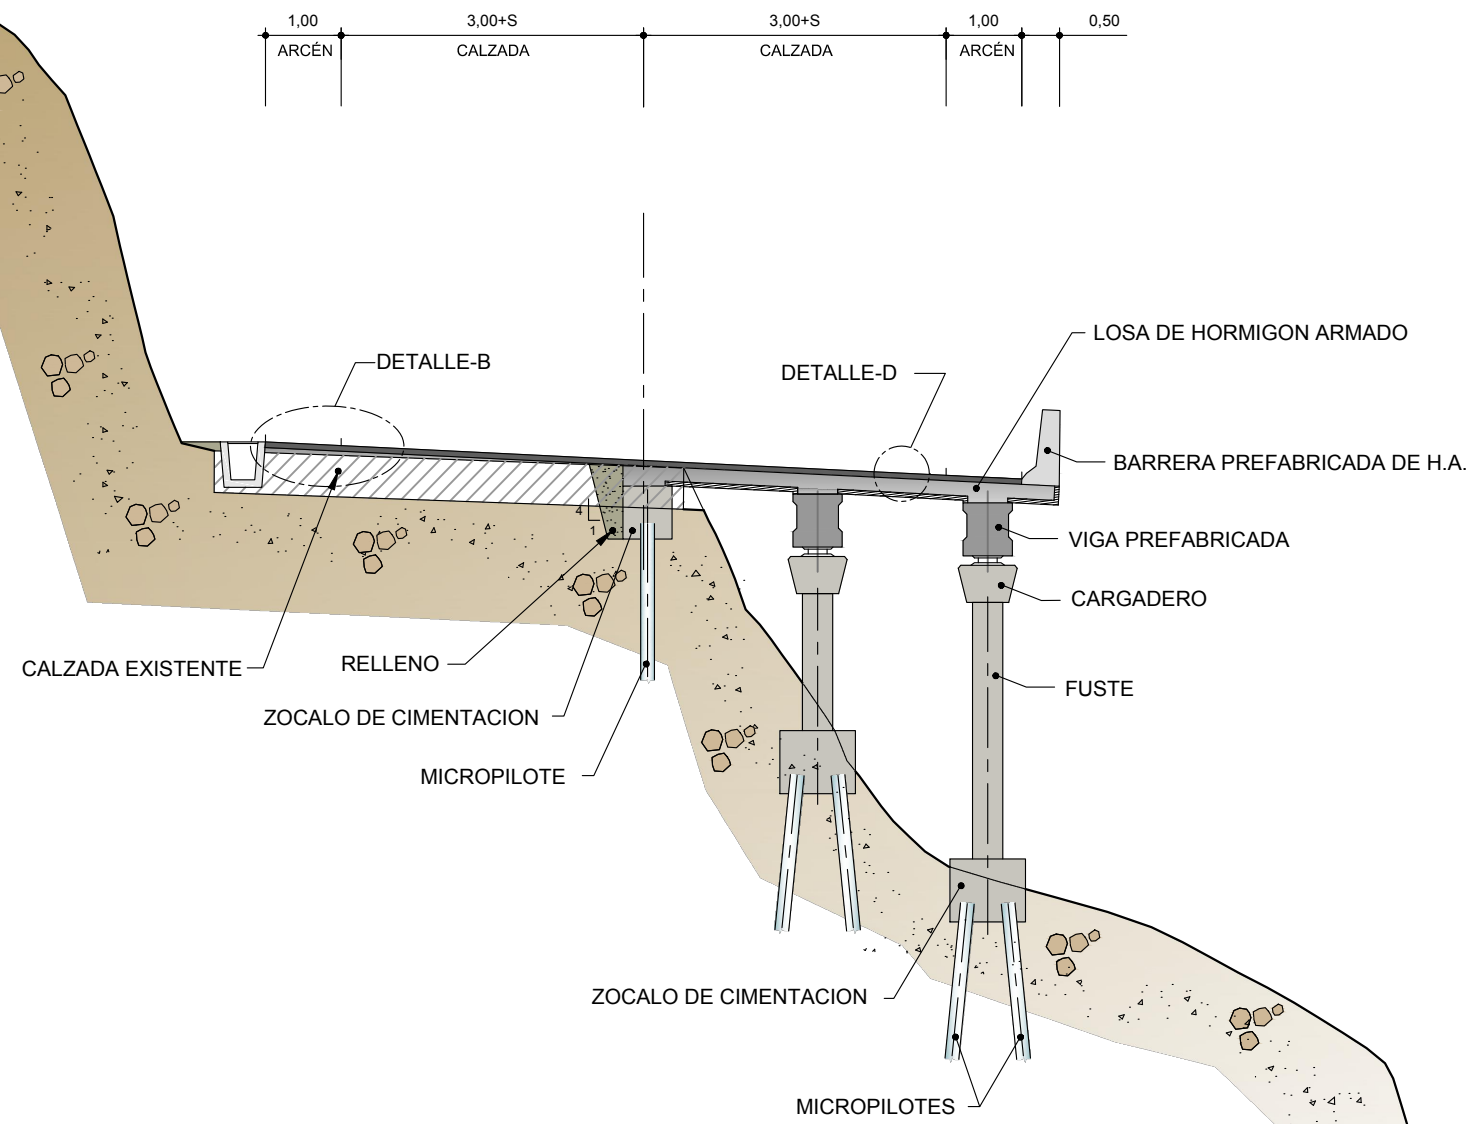 1,00 3,00+S 3,00+S 1,00 0,50
ARCÉN CALZADA CALZADA ARCÉN
LOSA DE HORMIGON ARMADO
DETALLE-B
DETALLE-D
BARRERA PREFABRICADA DE H.A.
4
1
VIGA PREFABRICADA
CARGADERO
RELLENO
CALZADA EXISTENTE
FUSTE
ZOCALO DE CIMENTACION
MICROPILOTE
ZOCALO DE CIMENTACION
MICROPILOTES